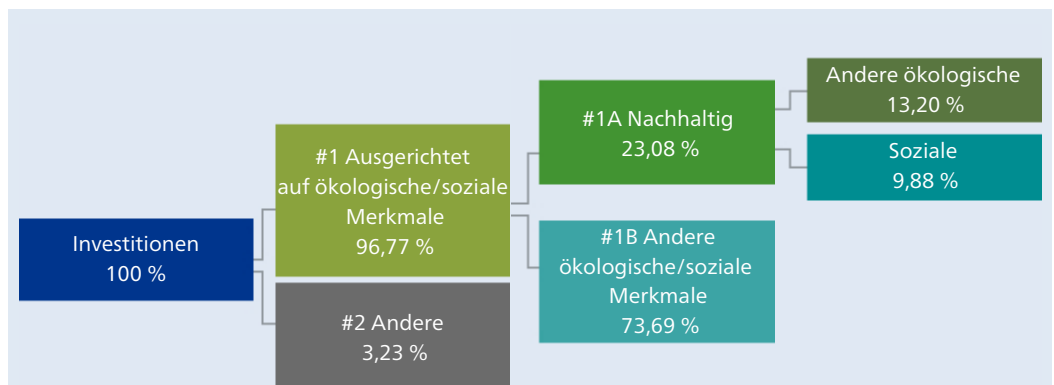 Investitionen
100 %
#1 Ausgerichtet
auf ökologische/soziale
Merkmale
96,77 %
#2 Andere
3,23 %
#1A Nachhaltig
23,08 %
#1B Andere
ökologische/soziale
Merkmale
73,69 %
Andere ökologische
13,20 %
Soziale
9,88 %